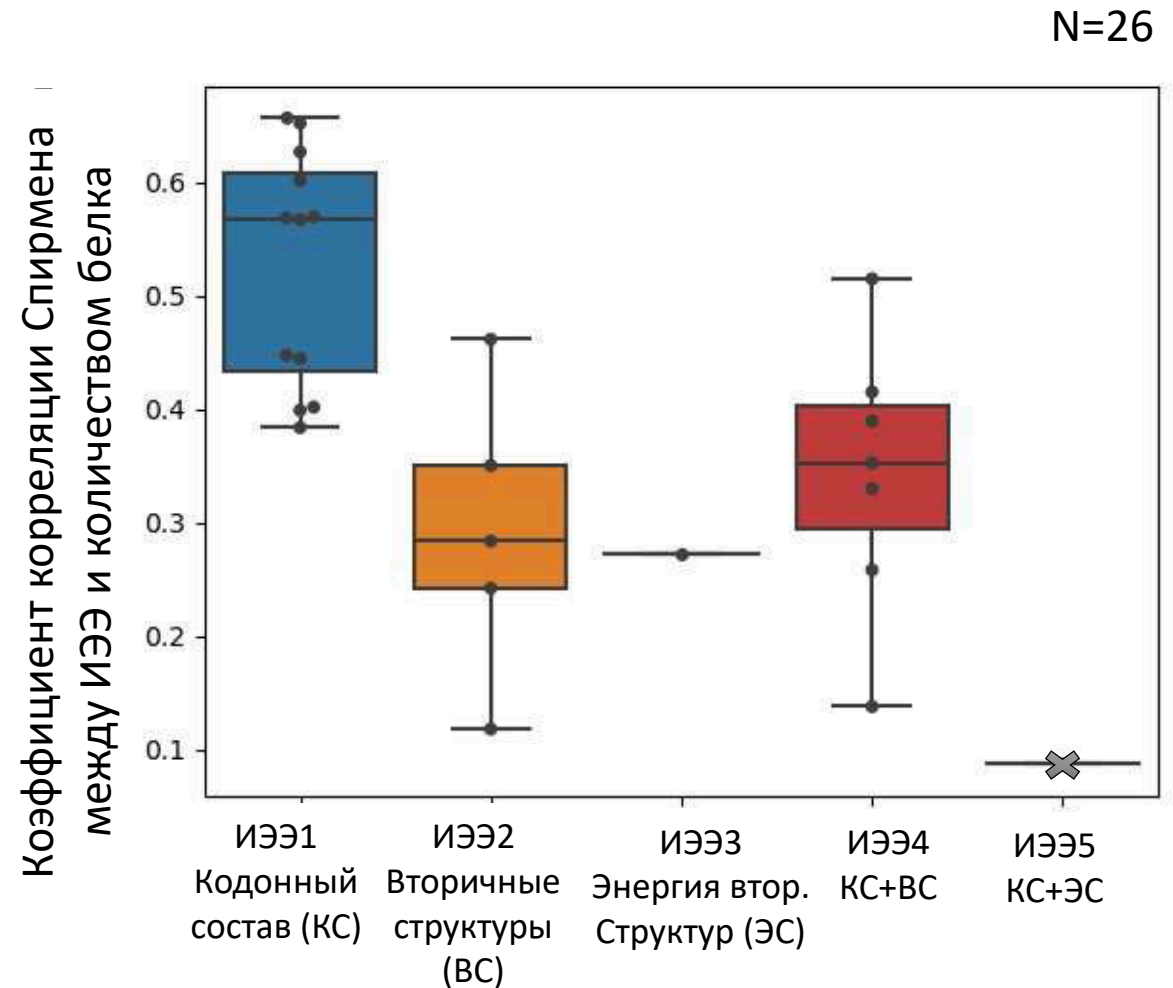 N=26
Коэффициент корреляции Спирмена
между ИЭЭ и количеством белка
0.6
0.5
0.4
0.3
0.2
0.1
ИЭЭ1
Кодонный
состав (КС)
ИЭЭ2
Вторичные
структуры
(ВС)
ИЭЭ3
Энергия втор.
Структур (ЭС)
ИЭЭ4
КС+ВС
ИЭЭ5
КС+ЭС